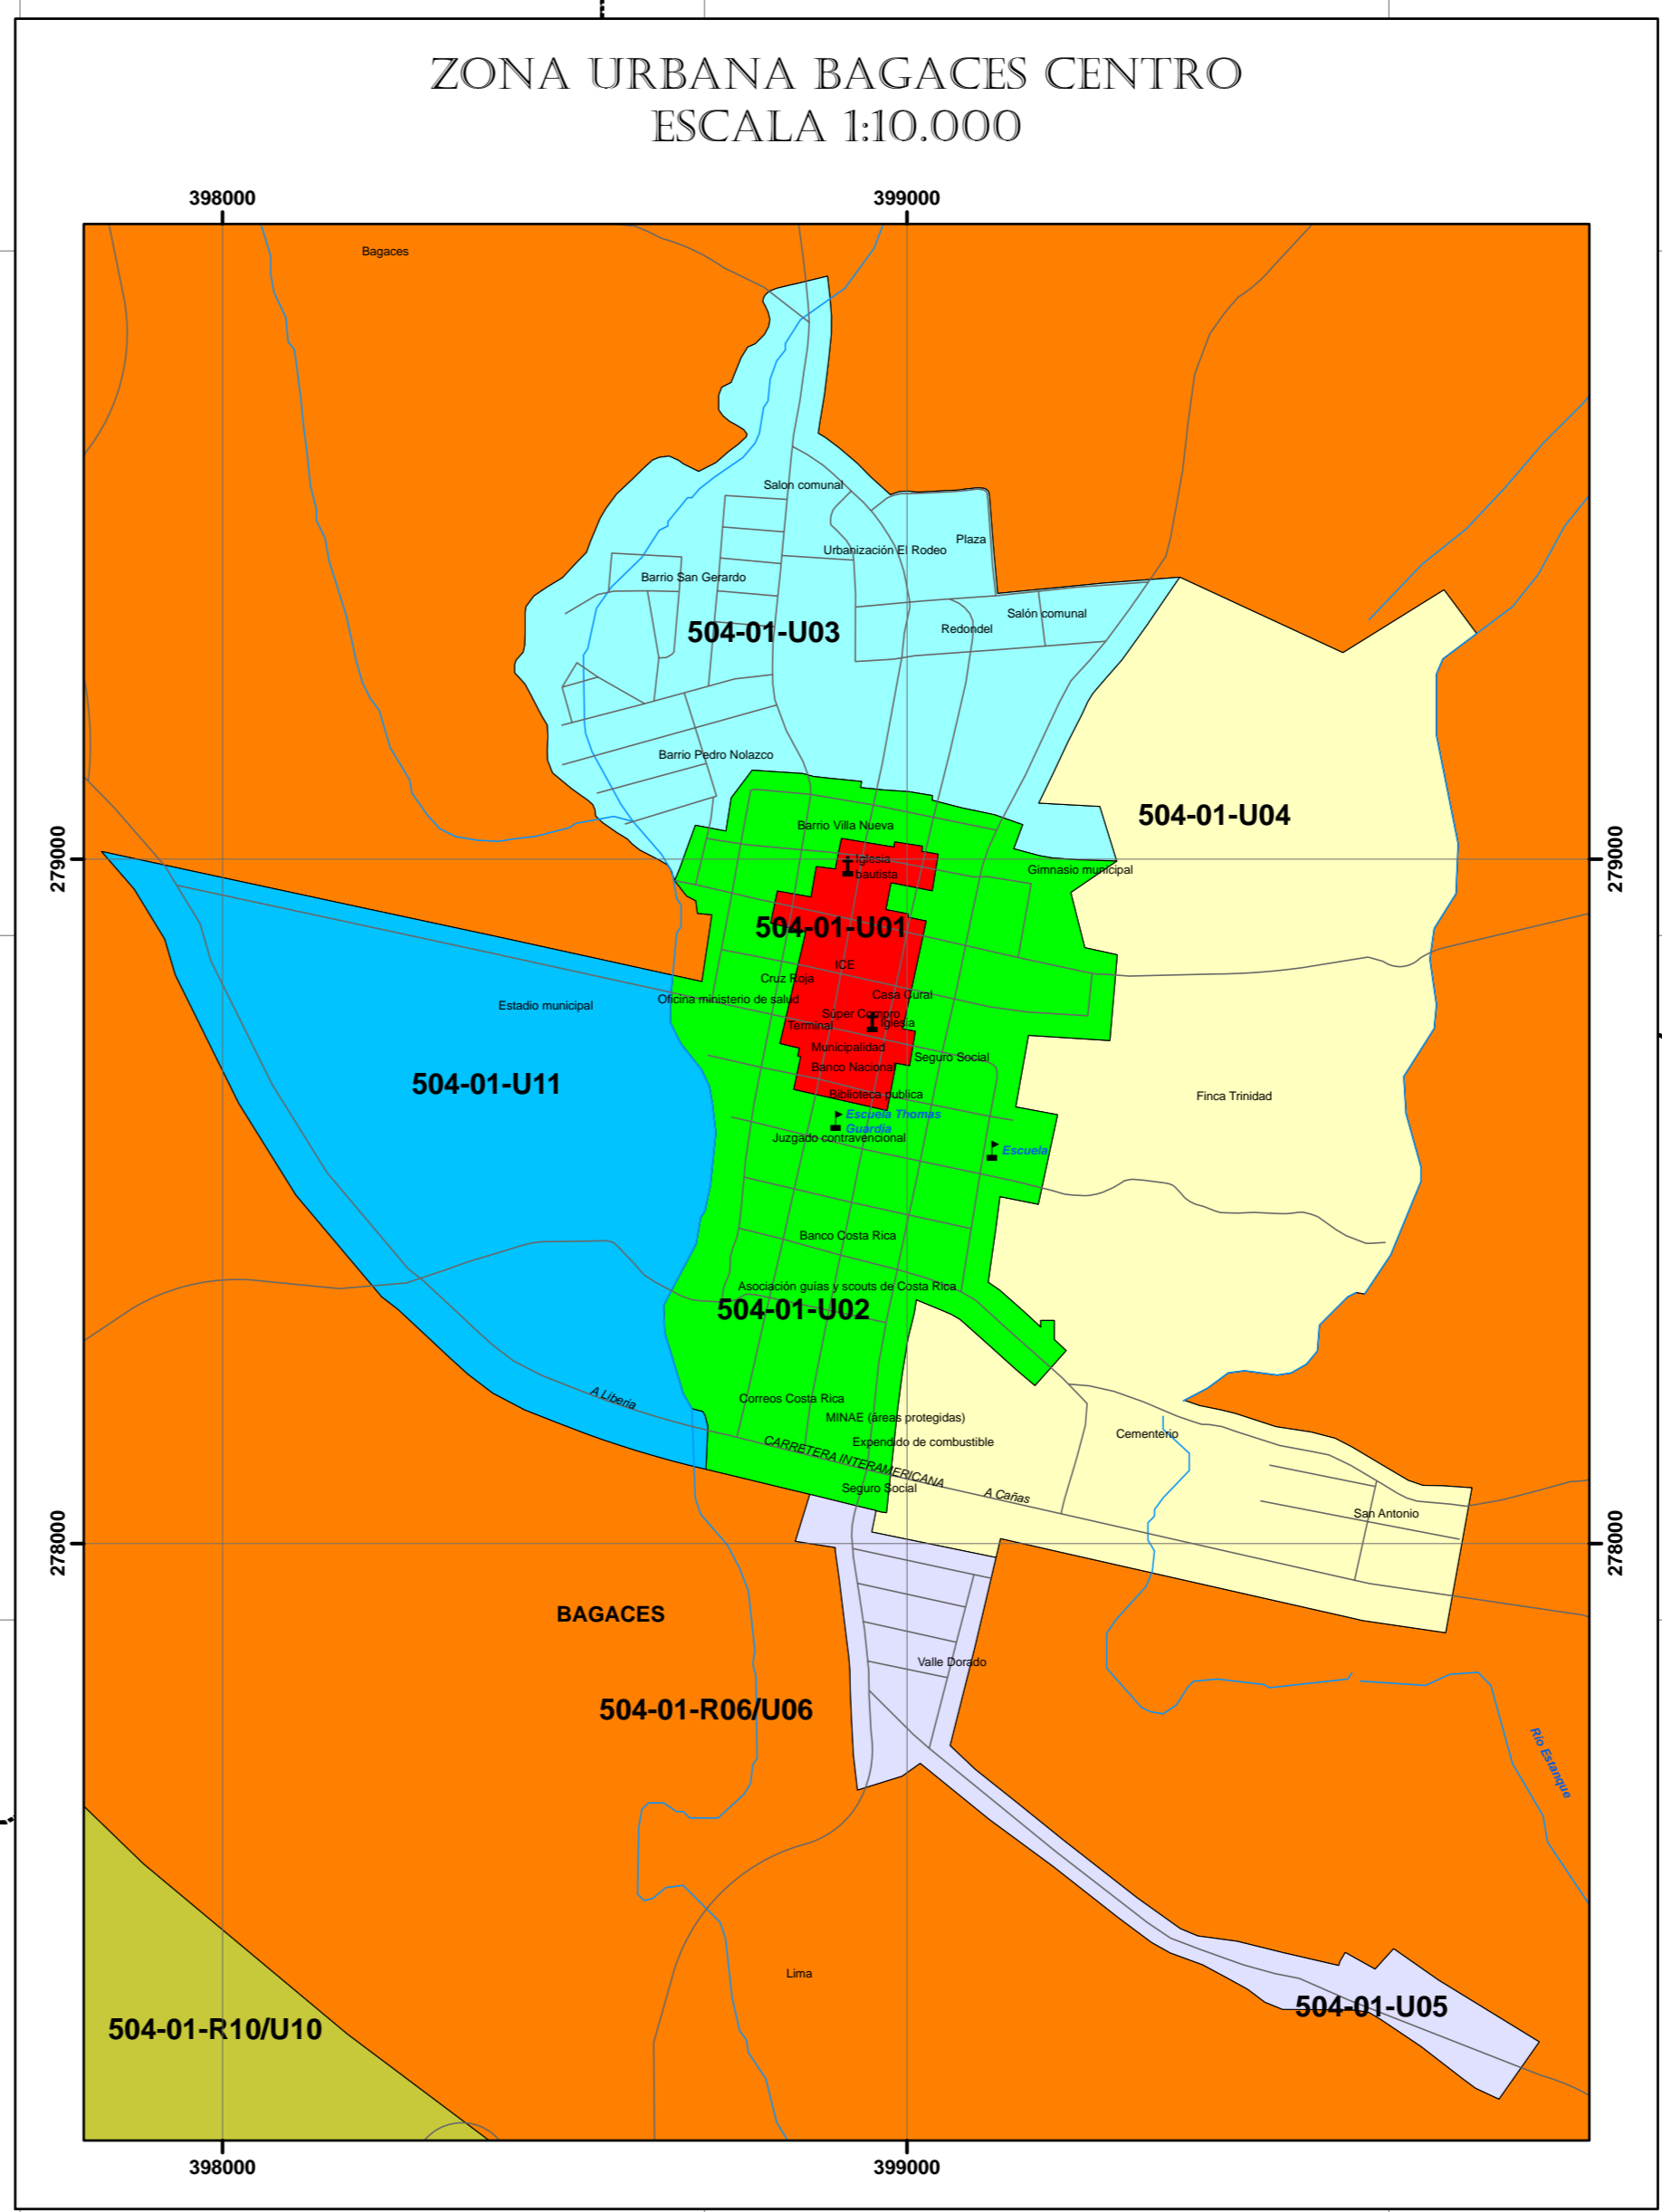 ZONA URBANA BAGACES CENTRO
ESCALA 1:10.000
398000
399000
Bagaces
Salon comunal
Plaza
Urbanización El Rodeo
Barrio San Gerardo
Salón comunal
Redondel
504-01-U03
Barrio Pedro Nolazco
504-01-U04
Barrio Villa Nueva
279000
279000
Iglesia
bautista
Gimnasio municipal
504-01-U01
ICE
Cruz Roja
Casa Cural
Oficina ministerio de salud
Estadio municipal
Súper Compro
Iglesia
Terminal
Municipalidad
Seguro Social
Banco Nacional
504-01-U11
Biblioteca publica
Finca Trinidad
Escuela Thomas
Guardia
Juzgado contravencional
Escuela
Banco Costa Rica
Asociación guías y scouts de Costa Rica
504-01-U02
A Liberia
Correos Costa Rica
MINAE (áreas protegidas)
Cementerio
Expendido de combustible
CARRETERA INTERAMERICANA
Seguro Social
A Cañas
San Antonio
278000
278000
BAGACES
Valle Dorado
504-01-R06/U06
Río Estanque
Lima
504-01-U05
504-01-R10/U10
398000
399000